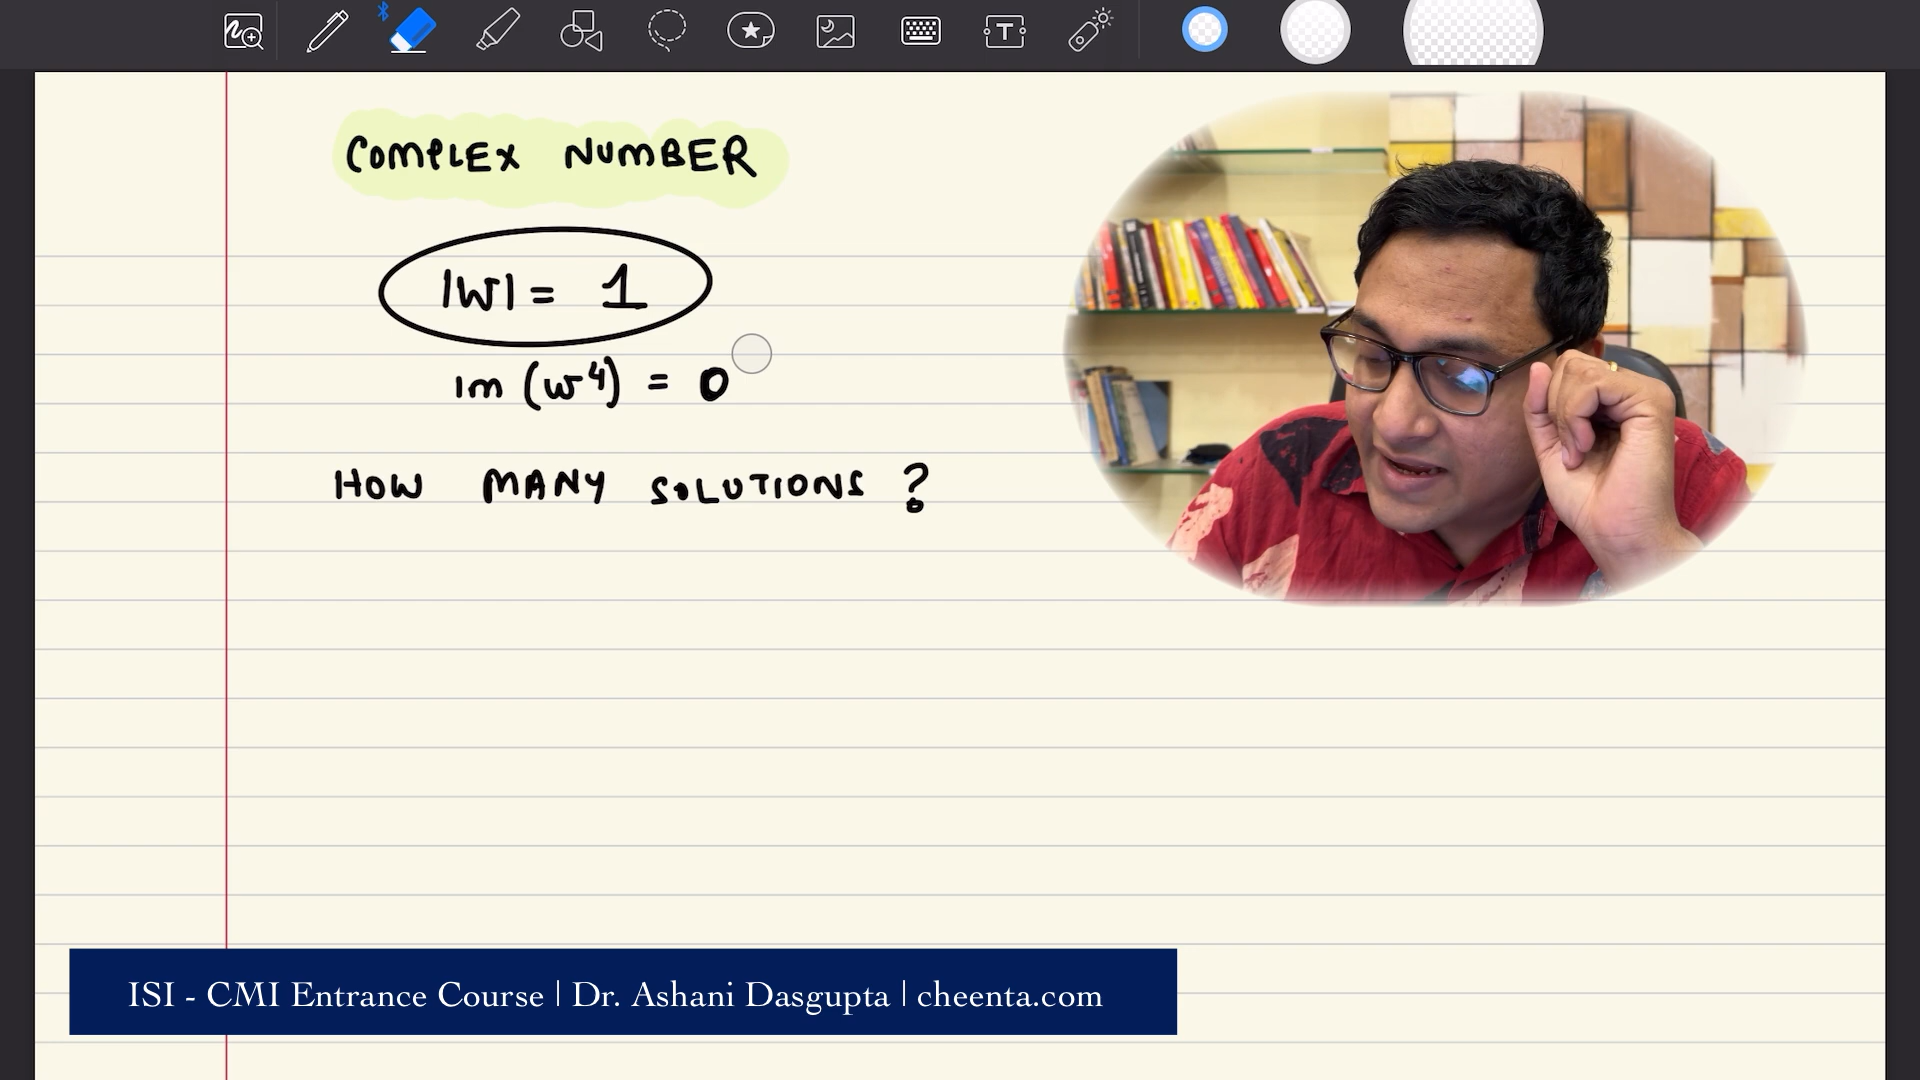 COMPLEX NUMBER
|W| = 1
Im (w⁴) = 0
HOW MANY SOLUTIONS ?
ISI - CMI Entrance Course | Dr. Ashani Dasgupta | cheenta.com